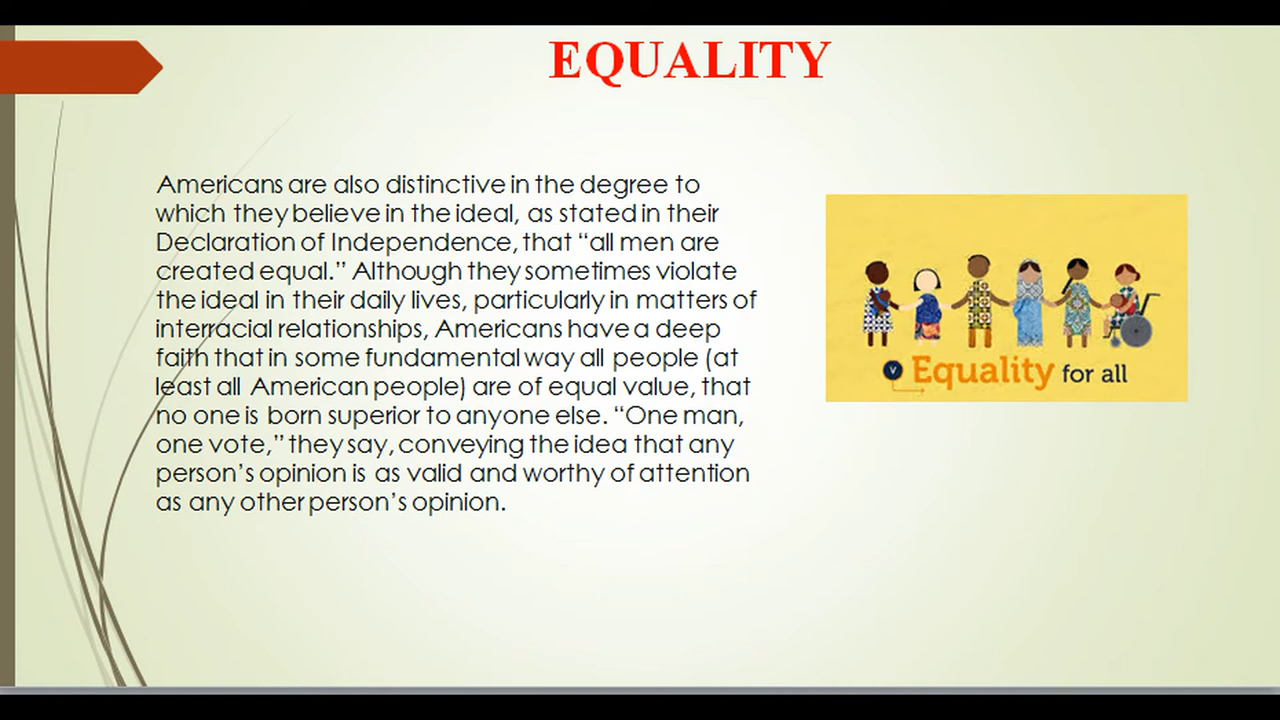 EQUALITY
Americans are also distinctive in the degree to
which they believe in the ideal, as stated in their
Declaration of Independence, that “all men are
created equal.” Although they sometimes violate
the ideal in their daily lives, particularly in matters of
interracial relationships, Americans have a deep
faith that in some fundamental way all people (at
least all American people) are of equal value, that
no one is born superior to anyone else. “One man,
one vote,” they say, conveying the idea that any
person’s opinion is as valid and worthy of attention
as any other person’s opinion.
V Equality for all